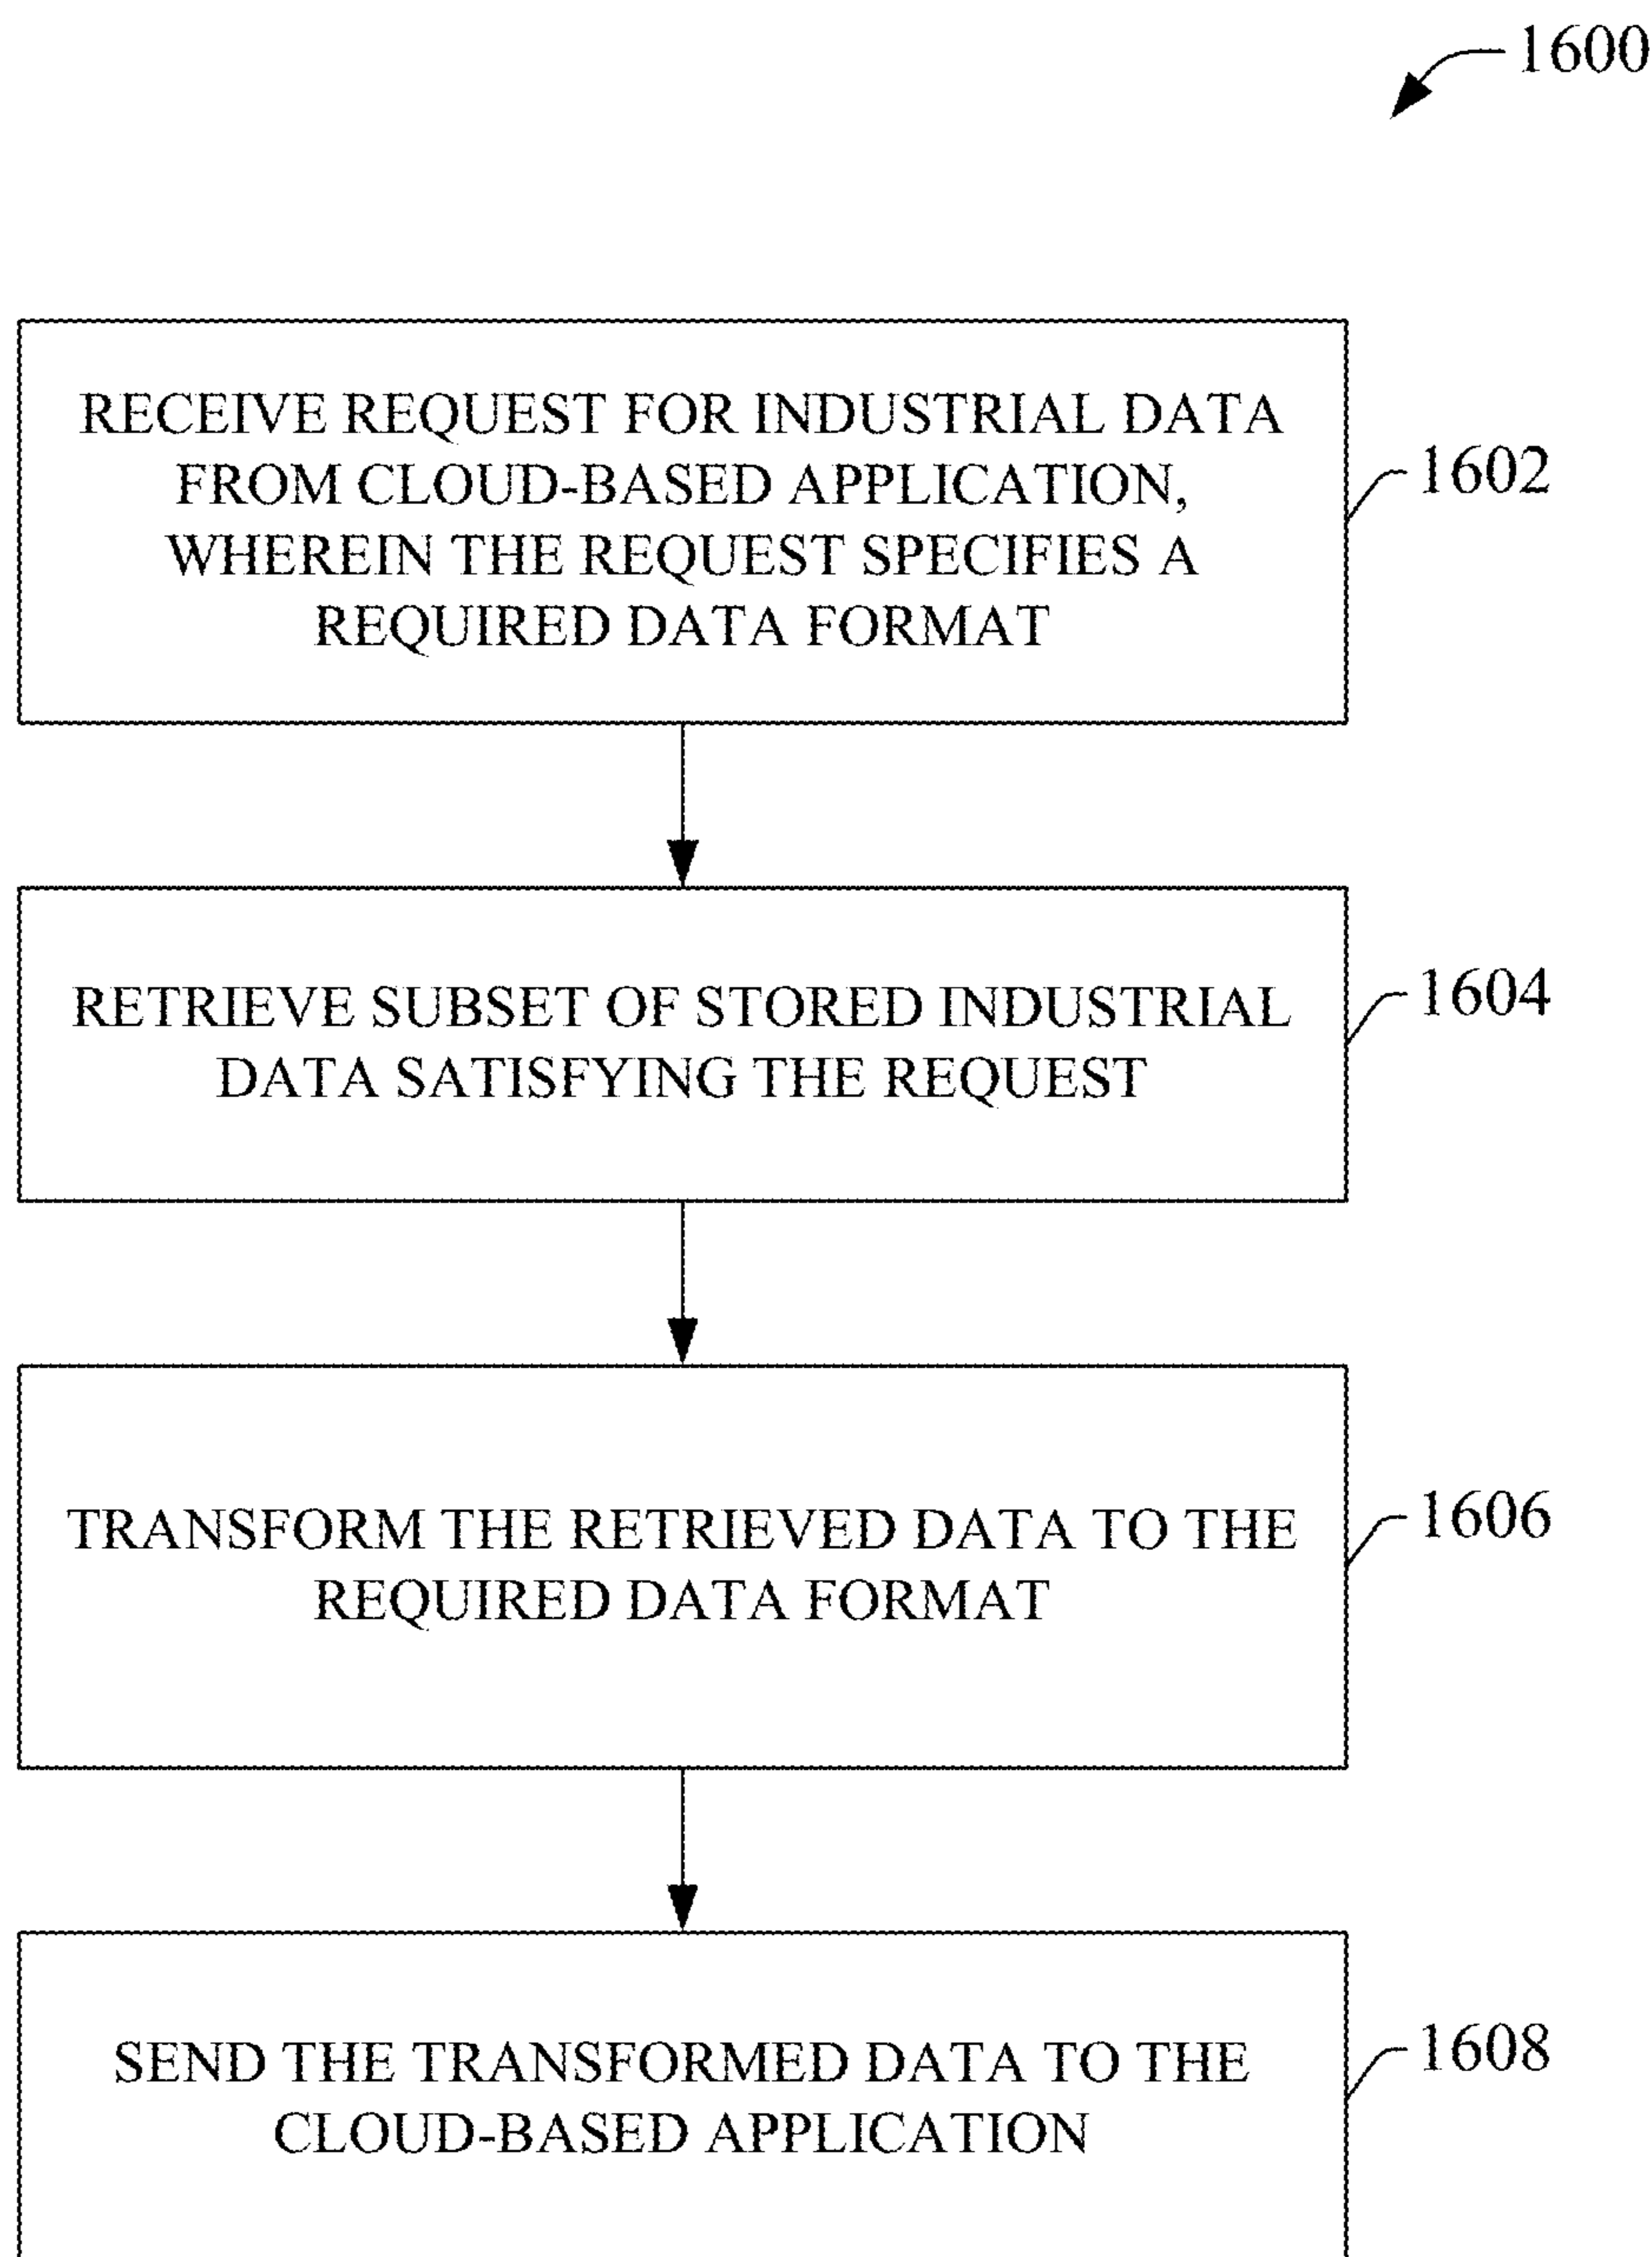 1600
RECEIVE REQUEST FOR INDUSTRIAL DATA
FROM CLOUD-BASED APPLICATION,
WHEREIN THE REQUEST SPECIFIES A
REQUIRED DATA FORMAT
1602
RETRIEVE SUBSET OF STORED INDUSTRIAL
DATA SATISFYING THE REQUEST
1604
TRANSFORM THE RETRIEVED DATA TO THE
REQUIRED DATA FORMAT
1606
SEND THE TRANSFORMED DATA TO THE
CLOUD-BASED APPLICATION
1608